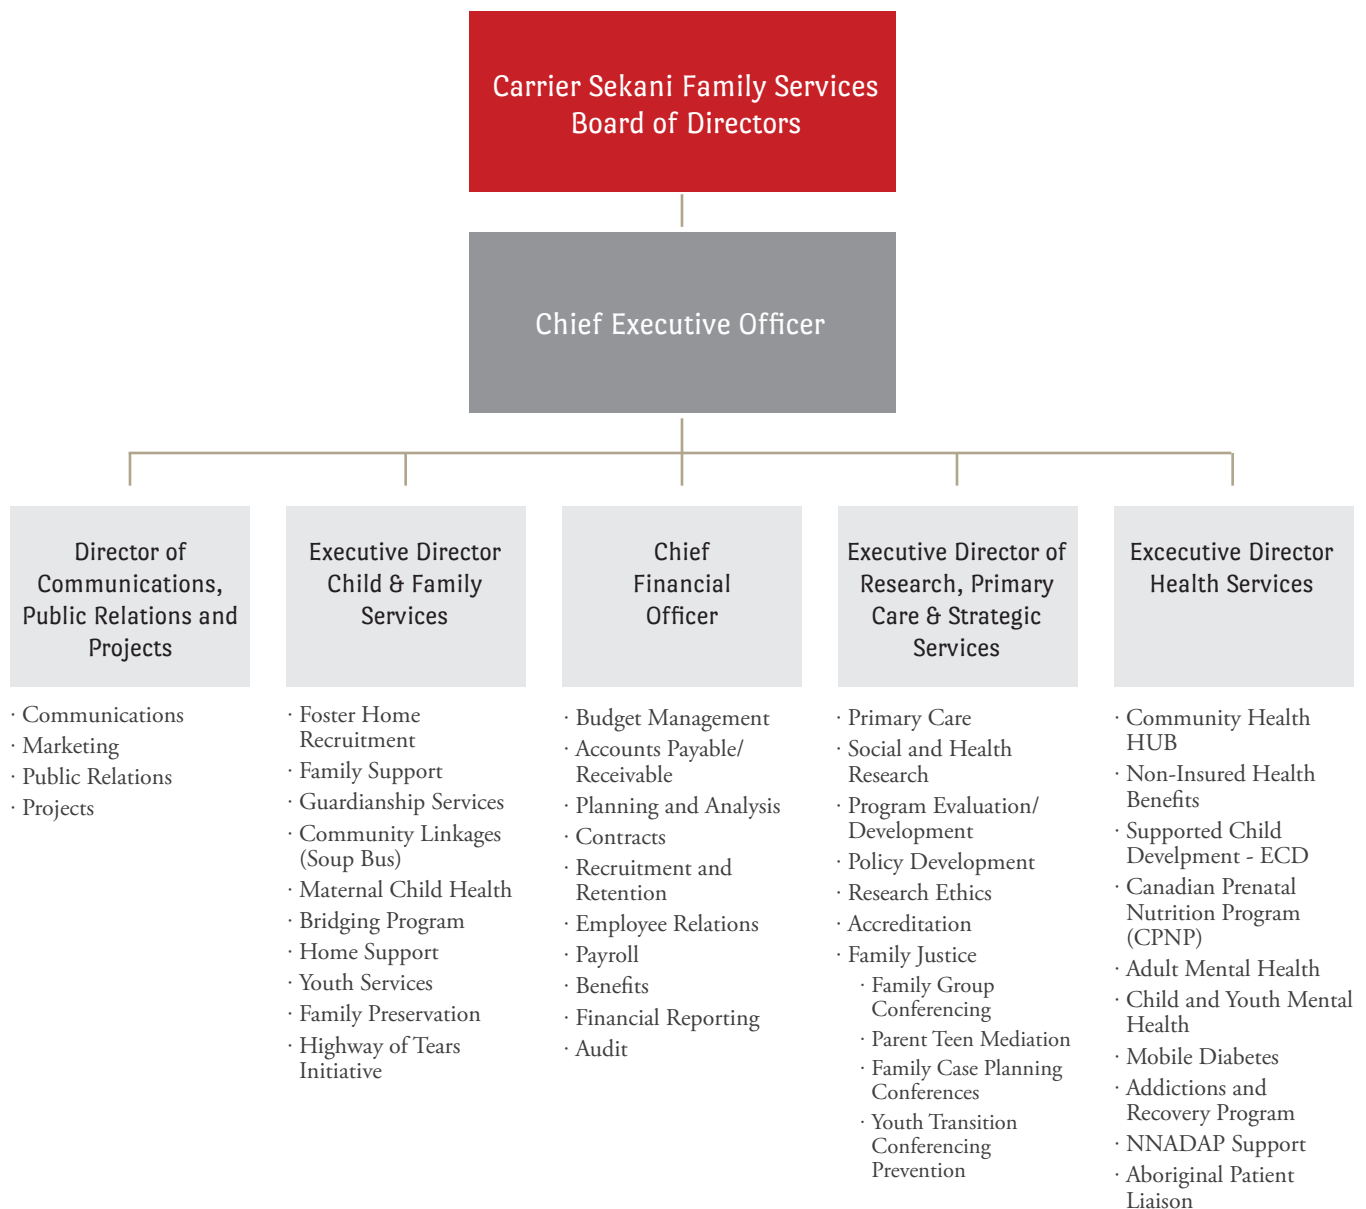 Carrier Sekani Family Services
Board of Directors
Chief Executive Officer
Director of
Communications,
Public Relations and
Projects
· Communications
· Marketing
· Public Relations
· Projects
Executive Director
Child & Family
Services
· Foster Home
Recruitment
· Family Support
· Guardianship Services
· Community Linkages
(Soup Bus)
· Maternal Child Health
· Bridging Program
· Home Support
· Youth Services
· Family Preservation
· Highway of Tears
Initiative
Chief
Financial
Officer
· Budget Management
· Accounts Payable/
Receivable
· Planning and Analysis
· Contracts
· Recruitment and
Retention
· Employee Relations
· Payroll
· Benefits
· Financial Reporting
· Audit
Executive Director of
Research, Primary
Care & Strategic
Services
· Primary Care
· Social and Health
Research
· Program Evaluation/
Development
· Policy Development
· Research Ethics
· Accreditation
· Family Justice
· Family Group
Conferencing
· Parent Teen Mediation
· Family Case Planning
Conferences
· Youth Transition
Conferencing
Prevention
Excecutive Director
Health Services
· Community Health
HUB
· Non-Insured Health
Benefits
· Supported Child
Develpment - ECD
· Canadian Prenatal
Nutrition Program
(CPNP)
· Adult Mental Health
· Child and Youth Mental
Health
· Mobile Diabetes
· Addictions and
Recovery Program
· NNADAP Support
· Aboriginal Patient
Liaison